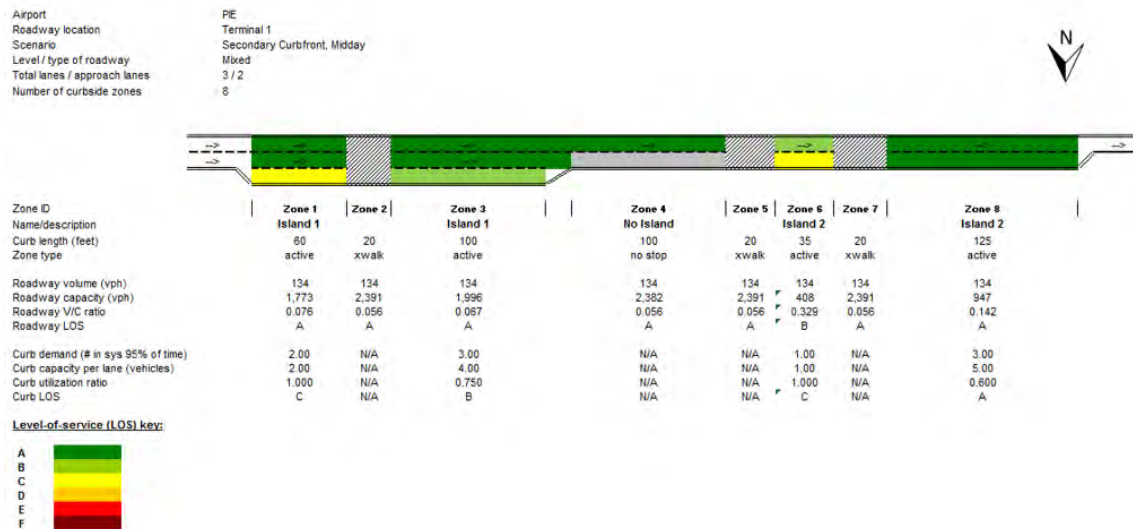 Airport PIE
Roadway location Terminal 1
Scenario Secondary Curbfront, Midday
Level / type of roadway Mixed
Total lanes / approach lanes 3 / 2
Number of curbside zones 8
N
Zone ID Zone 1 Zone 2 Zone 3 Zone 4 Zone 5 Zone 6 Zone 7 Zone 8
Name/description Island 1 Island 1 No Island Island 2 Island 2
Curb length (feet) 60 20 100 100 20 35 20 125
Zone type active xwalk active no stop xwalk active xwalk active
Roadway volume (vph) 134 134 134 134 134 134 134 134
Roadway capacity (vph) 1,773 2,391 1,996 2,382 2,391 408 2,391 947
Roadway V/C ratio 0.076 0.056 0.067 0.056 0.056 0.329 0.056 0.142
Roadway LOS A A A A A B A A
Curb demand (# in sys 95% of time) 2.00 N/A 3.00 N/A N/A 1.00 N/A 3.00
Curb capacity per lane (vehicles) 2.00 N/A 4.00 N/A N/A 1.00 N/A 5.00
Curb utilization ratio 1.000 N/A 0.750 N/A N/A 1.000 N/A 0.600
Curb LOS C N/A B N/A N/A C N/A A
Level-of-service (LOS) key:
A
B
C
D
E
F